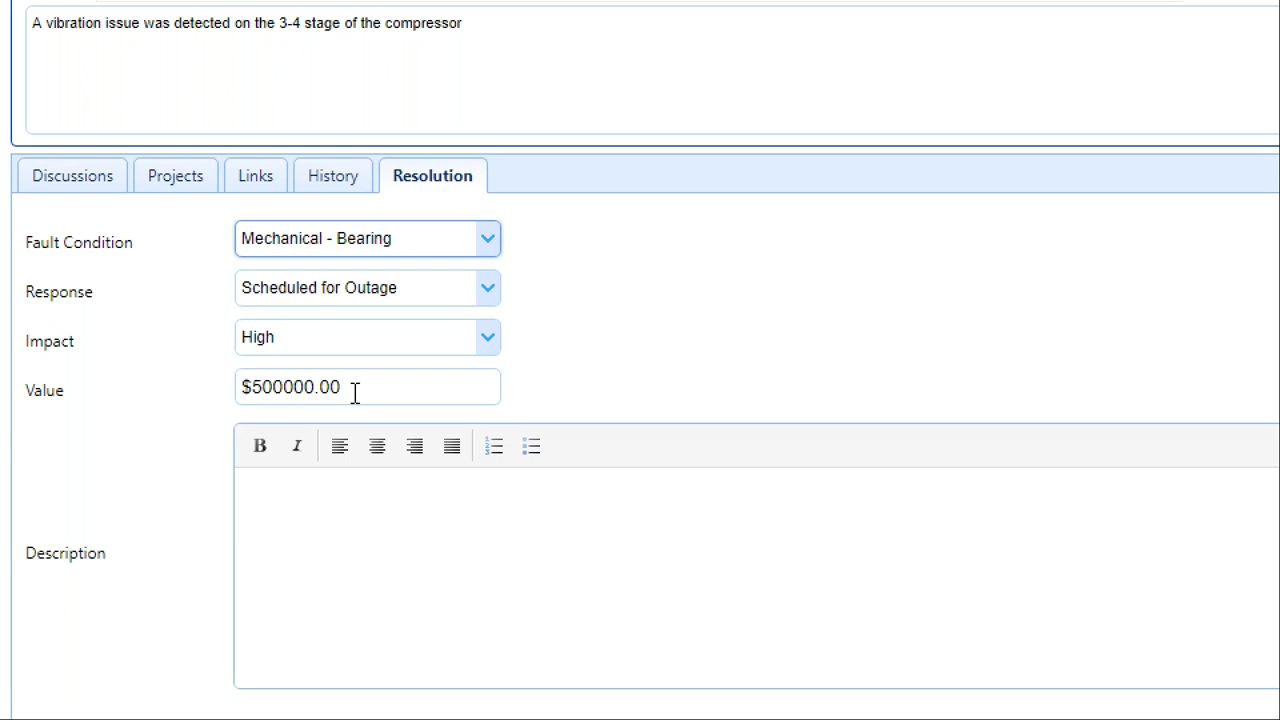 A vibration issue was detected on the 3-4 stage of the compressor
Discussions Projects Links History Resolution
Fault Condition Mechanical - Bearing
Response Scheduled for Outage
Impact High
Value $500000.00
B I
Description